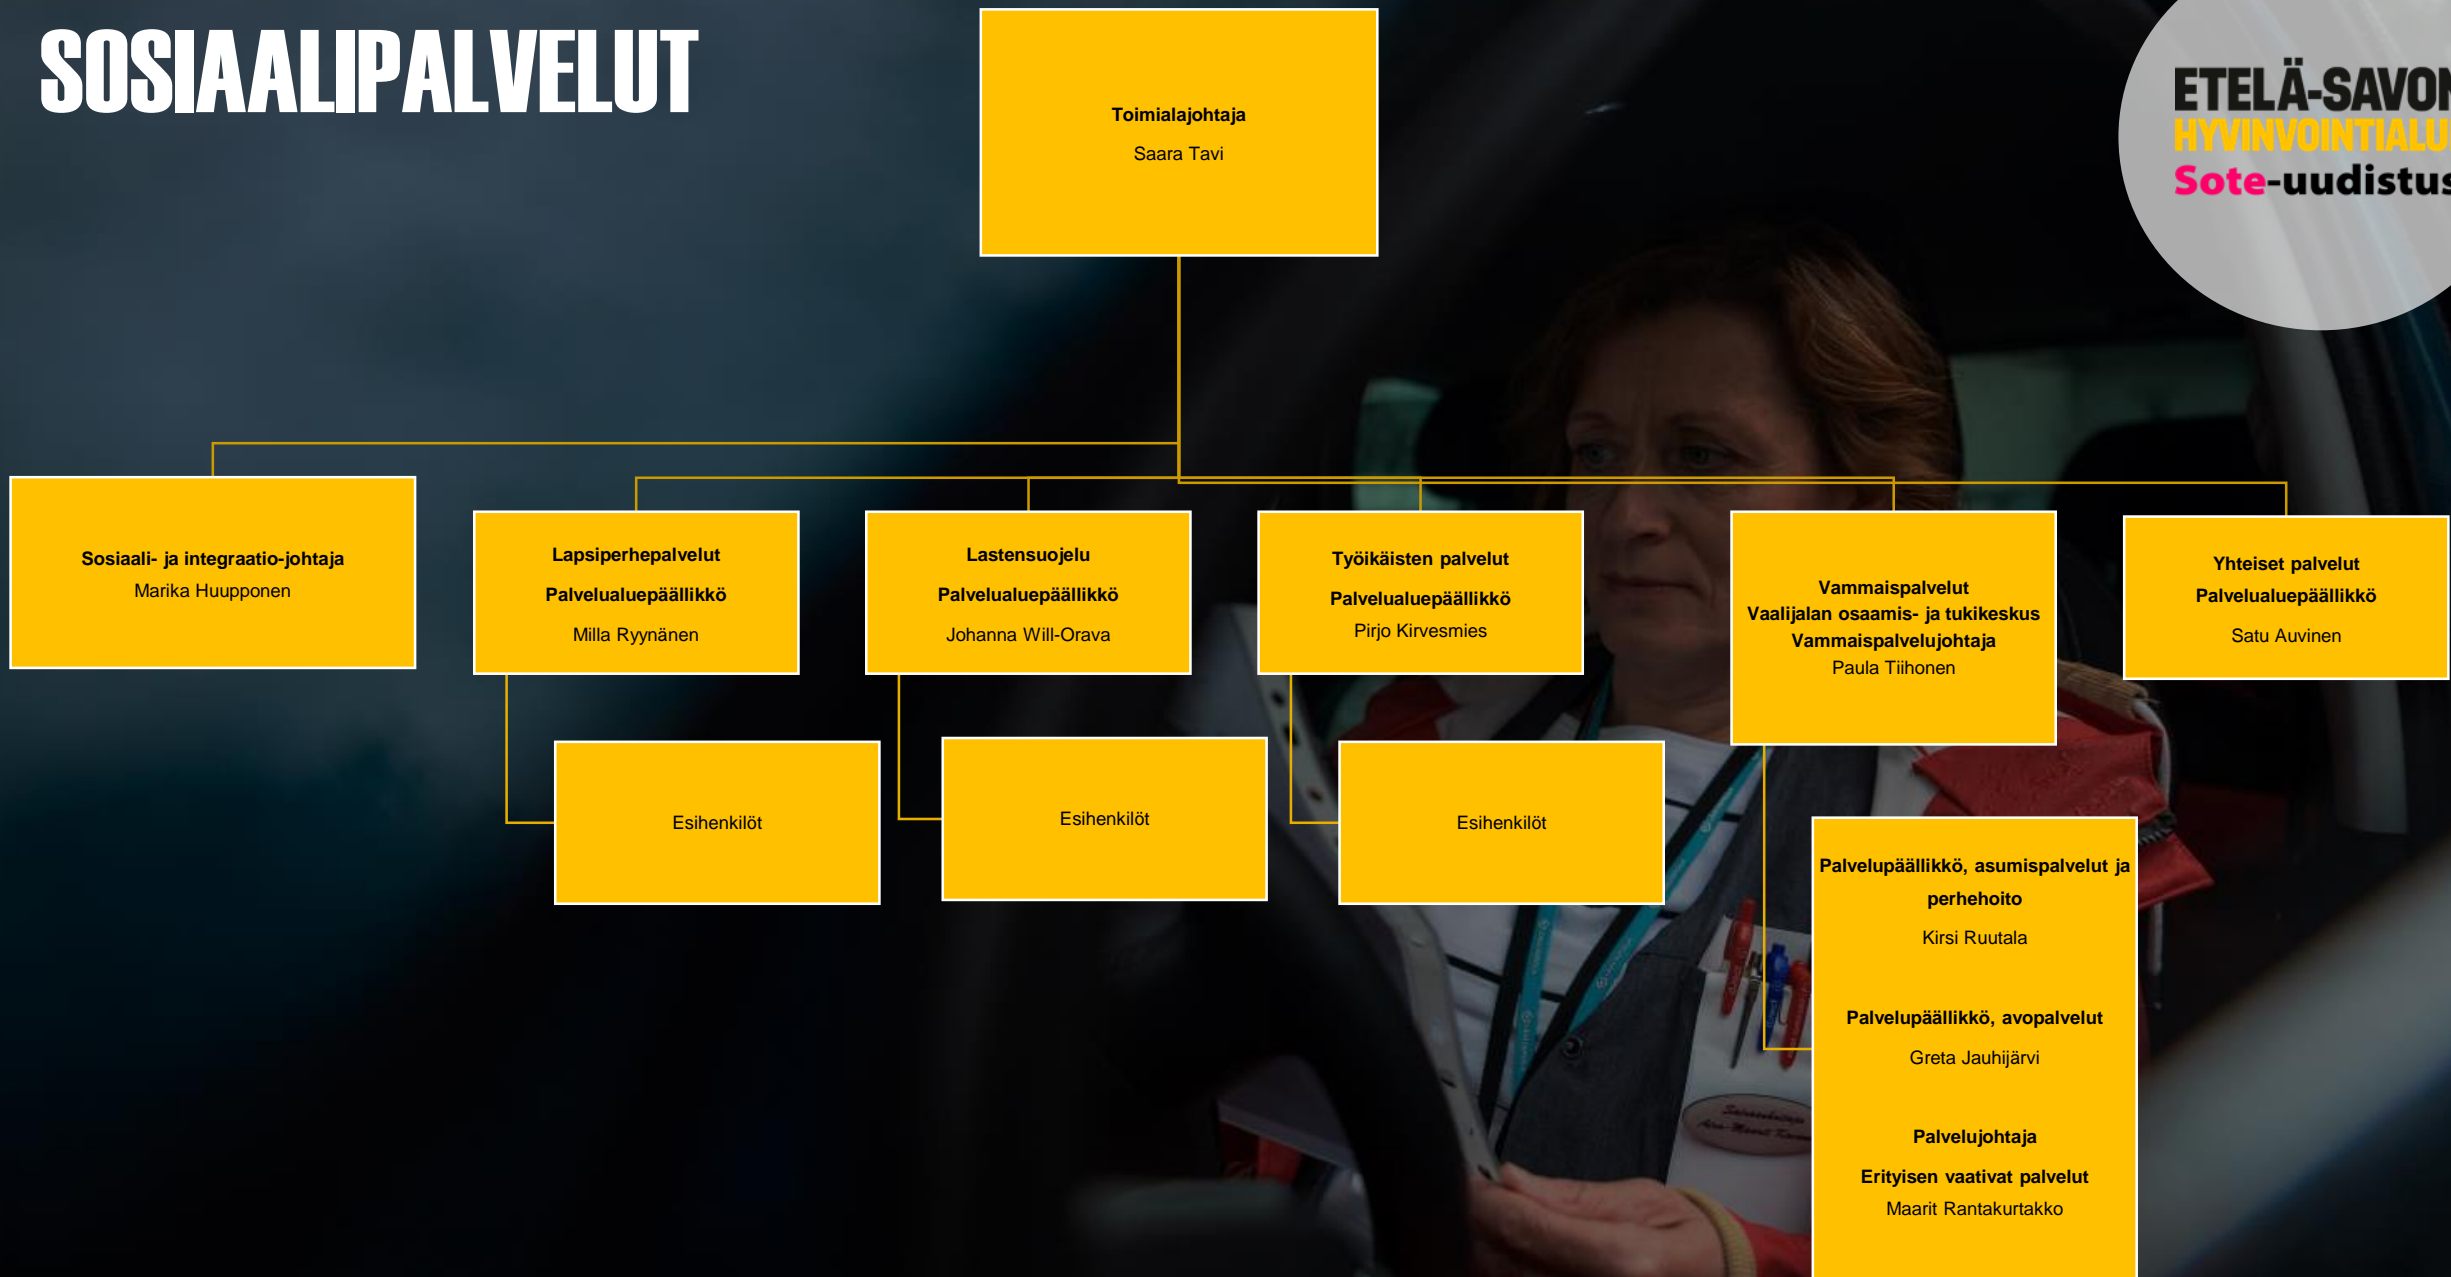 SOSIAALIPALVELUT
ETELÄ-SAVON
HYVINVOINTIALUE
Sote-uudistus
Toimialajohtaja
Saara Tavi
Sosiaali- ja integraatio-johtaja
Marika Huupponen
Lapsiperhepalvelut
Palvelualuepäällikkö
Milla Ryynänen
Lastensuojelu
Palvelualuepäällikkö
Johanna Will-Orava
Työikäisten palvelut
Palvelualuepäällikkö
Pirjo Kirvesmies
Vammaispalvelut
Vaalijalan osaamis- ja tukikeskus
Vammaispalvelujohtaja
Paula Tiihonen
Yhteiset palvelut
Palvelualuepäällikkö
Satu Auvinen
Esihenkilöt
Esihenkilöt
Esihenkilöt
Palvelupäällikkö, asumispalvelut ja
perhehoito
Kirsi Ruutala
Palvelupäällikkö, avopalvelut
Greta Jauhijärvi
Palvelujohtaja
Erityisen vaativat palvelut
Maarit Rantakurtakko